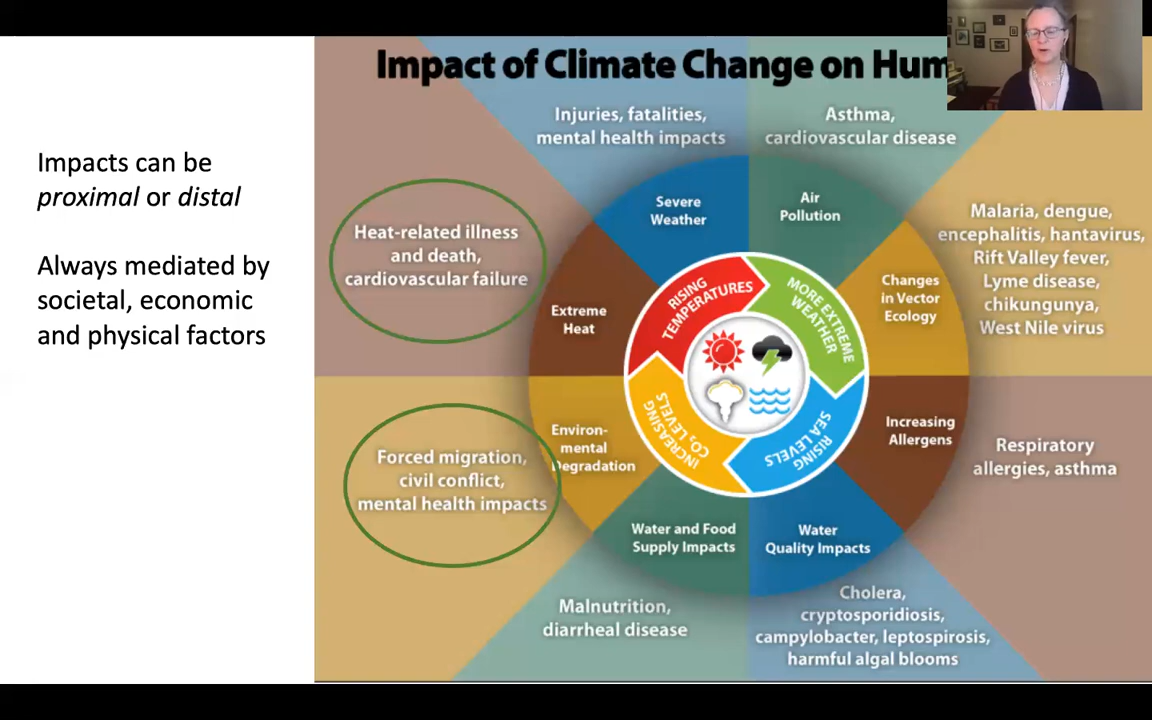 Impact of Climate Change on Hum
Impacts can be
proximal or distal
Always mediated by
societal, economic
and physical factors
Injuries, fatalities,
mental health impacts
Asthma,
cardiovascular disease
Heat-related illness
and death,
cardiovascular failure
Malaria, dengue,
encephalitis, hantavirus,
Rift Valley fever,
Lyme disease,
chikungunya,
West Nile virus
Forced migration,
civil conflict,
mental health impacts
Respiratory
allergies, asthma
Malnutrition,
diarrheal disease
Cholera,
cryptosporidiosis,
campylobacter, leptospirosis,
harmful algal blooms
Severe
Weather
Air
Pollution
Extreme
Heat
Changes
in Vector
Ecology
Environ-
mental
Degradation
Increasing
Allergens
Water and Food
Supply Impacts
Water
Quality Impacts
RISING
TEMPERATURES
MORE EXTREME
WEATHER
INCREASING
CO₂ LEVELS
RISING
SEA LEVELS